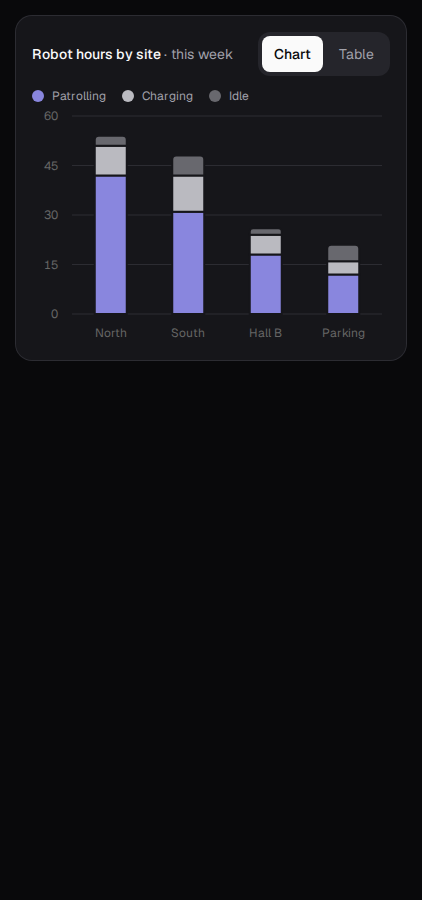 Robot hours by site · this week
Chart
Table
Patrolling
Charging
Idle
60
45
30
15
0
North
South
Hall B
Parking